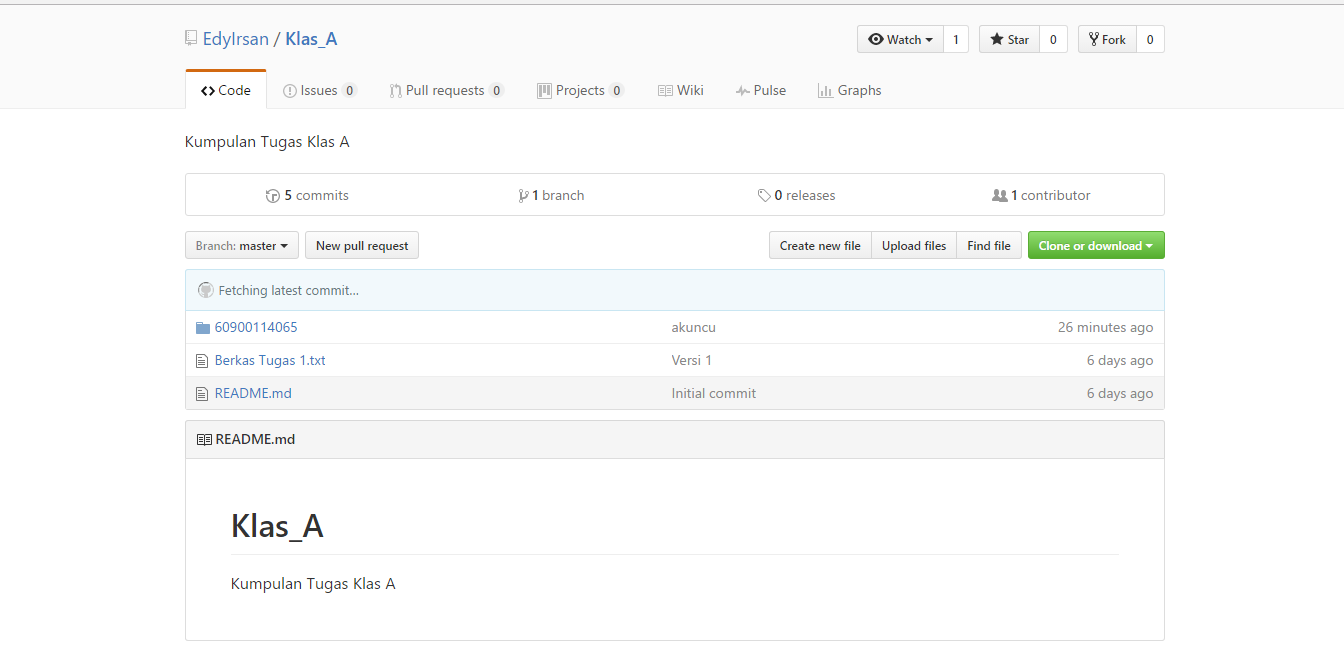 EdyIrsan / Klas_A
Watch 1 Star 0 Fork 0
Code Issues 0 Pull requests 0 Projects 0 Wiki Pulse Graphs
Kumpulan Tugas Klas A
5 commits 1 branch 0 releases 1 contributor
Branch: master New pull request Create new file Upload files Find file Clone or download
Fetching latest commit...
60900114065 akuncu 26 minutes ago
Berkas Tugas 1.txt Versi 1 6 days ago
README.md Initial commit 6 days ago
README.md
Klas_A
Kumpulan Tugas Klas A